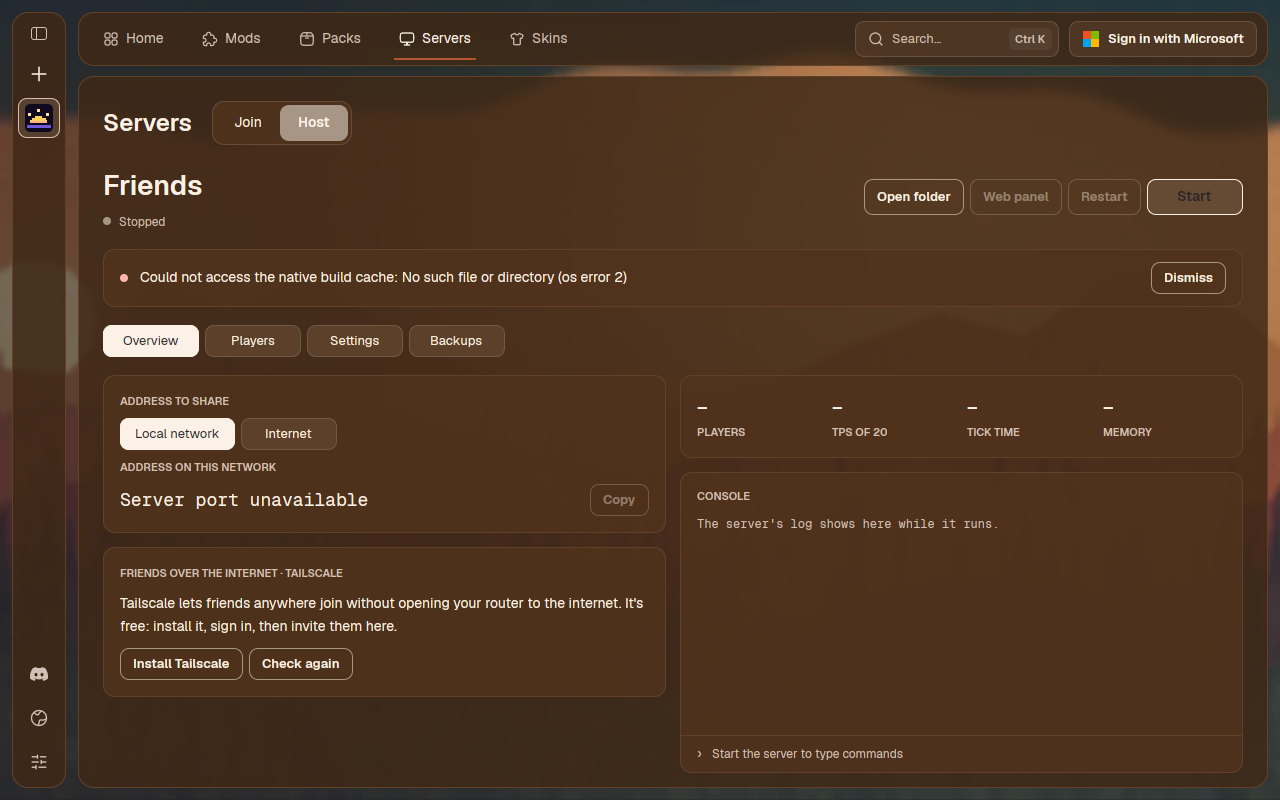 Home
Mods
Packs
Servers
Skins
Search...
Ctrl K
Sign in with Microsoft
Servers
Join
Host
Friends
Stopped
Open folder
Web panel
Restart
Start
Could not access the native build cache: No such file or directory (os error 2)
Dismiss
Overview
Players
Settings
Backups
ADDRESS TO SHARE
Local network
Internet
ADDRESS ON THIS NETWORK
Server port unavailable
Copy
FRIENDS OVER THE INTERNET · TAILSCALE
Tailscale lets friends anywhere join without opening your router to the internet. It's
free: install it, sign in, then invite them here.
Install Tailscale
Check again
–
–
–
–
PLAYERS
TPS OF 20
TICK TIME
MEMORY
CONSOLE
The server's log shows here while it runs.
› Start the server to type commands